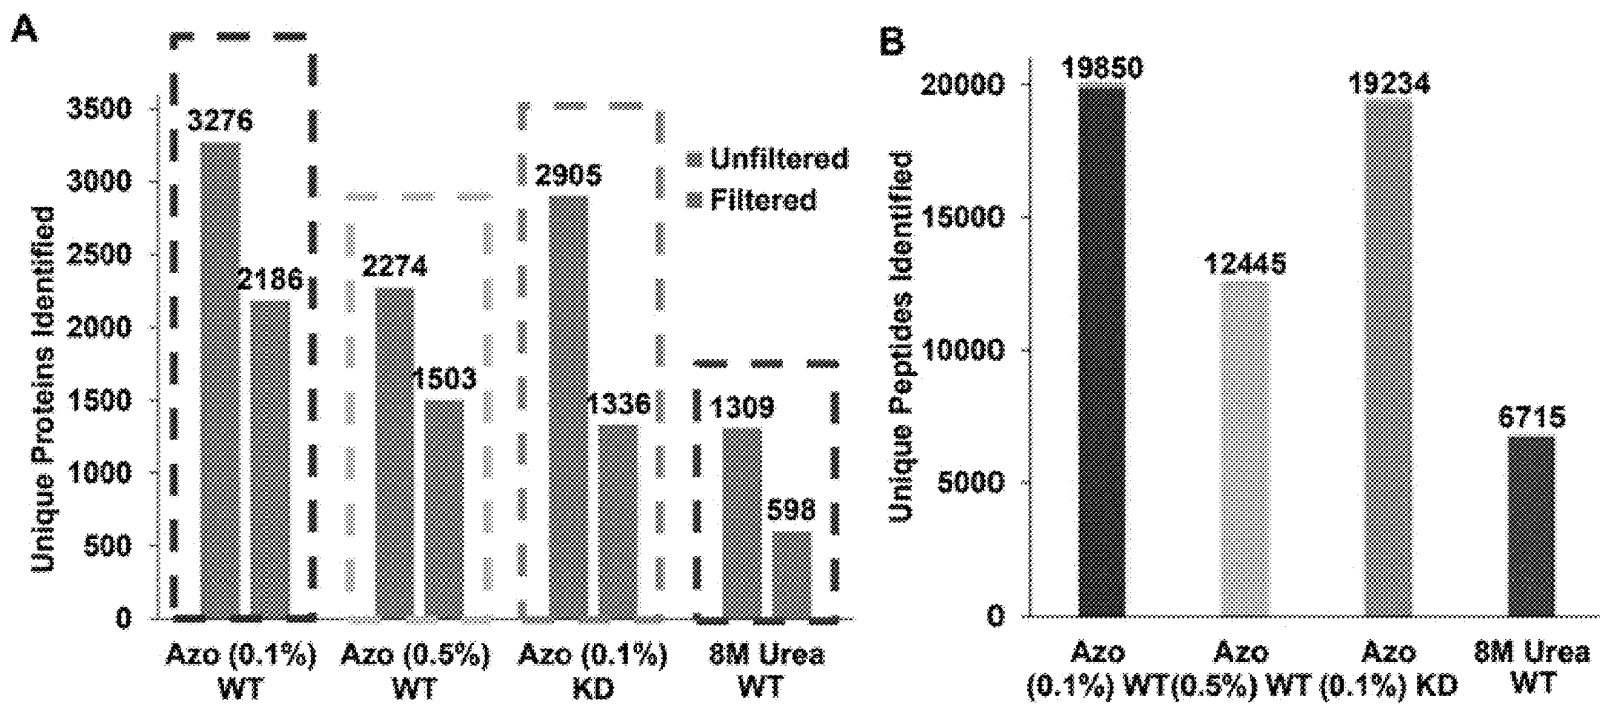 A
Unique Proteins Identified
3500
3000
2500
2000
1500
1000
500
0
3276
2186
2274
1503
2905
1336
1309
598
Unfiltered
Filtered
Azo (0.1%)
WT
Azo (0.5%)
WT
Azo (0.1%)
KD
8M Urea
WT
B
Unique Peptides Identified
20000
15000
10000
5000
0
19850
12445
19234
6715
Azo
(0.1%) WT
Azo
(0.5%) WT
Azo
(0.1%) KD
8M Urea
WT